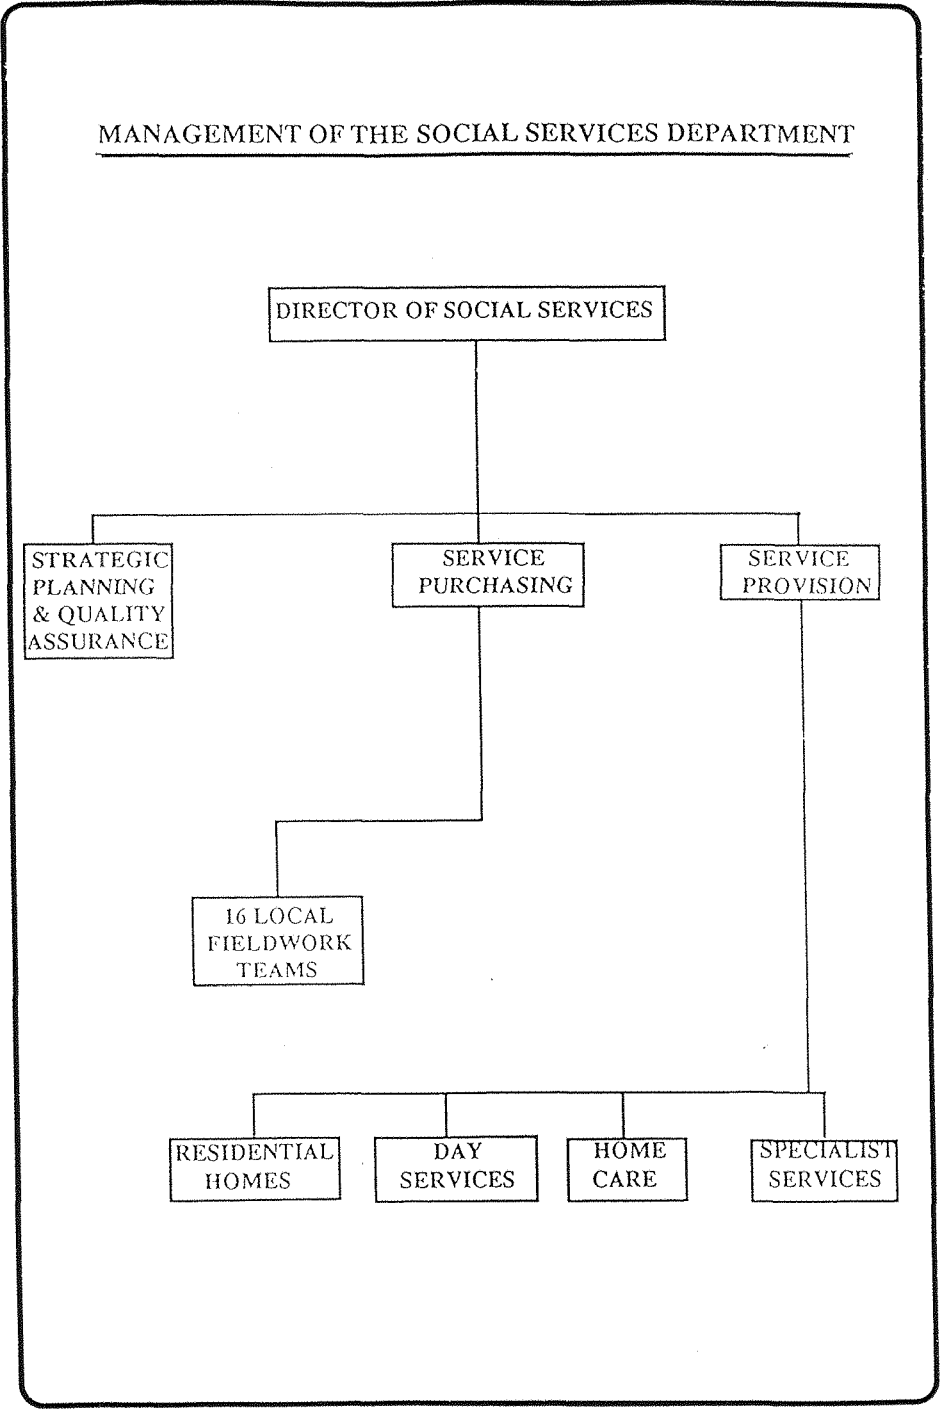 MANAGEMENT OF THE SOCIAL SERVICES DEPARTMENT
DIRECTOR OF SOCIAL SERVICES
STRATEGIC
PLANNING
& QUALITY
ASSURANCE
SERVICE
PURCHASING
SERVICE
PROVISION
16 LOCAL
FIELDWORK
TEAMS
RESIDENTIAL
HOMES
DAY
SERVICES
HOME
CARE
SPECIALIST
SERVICES